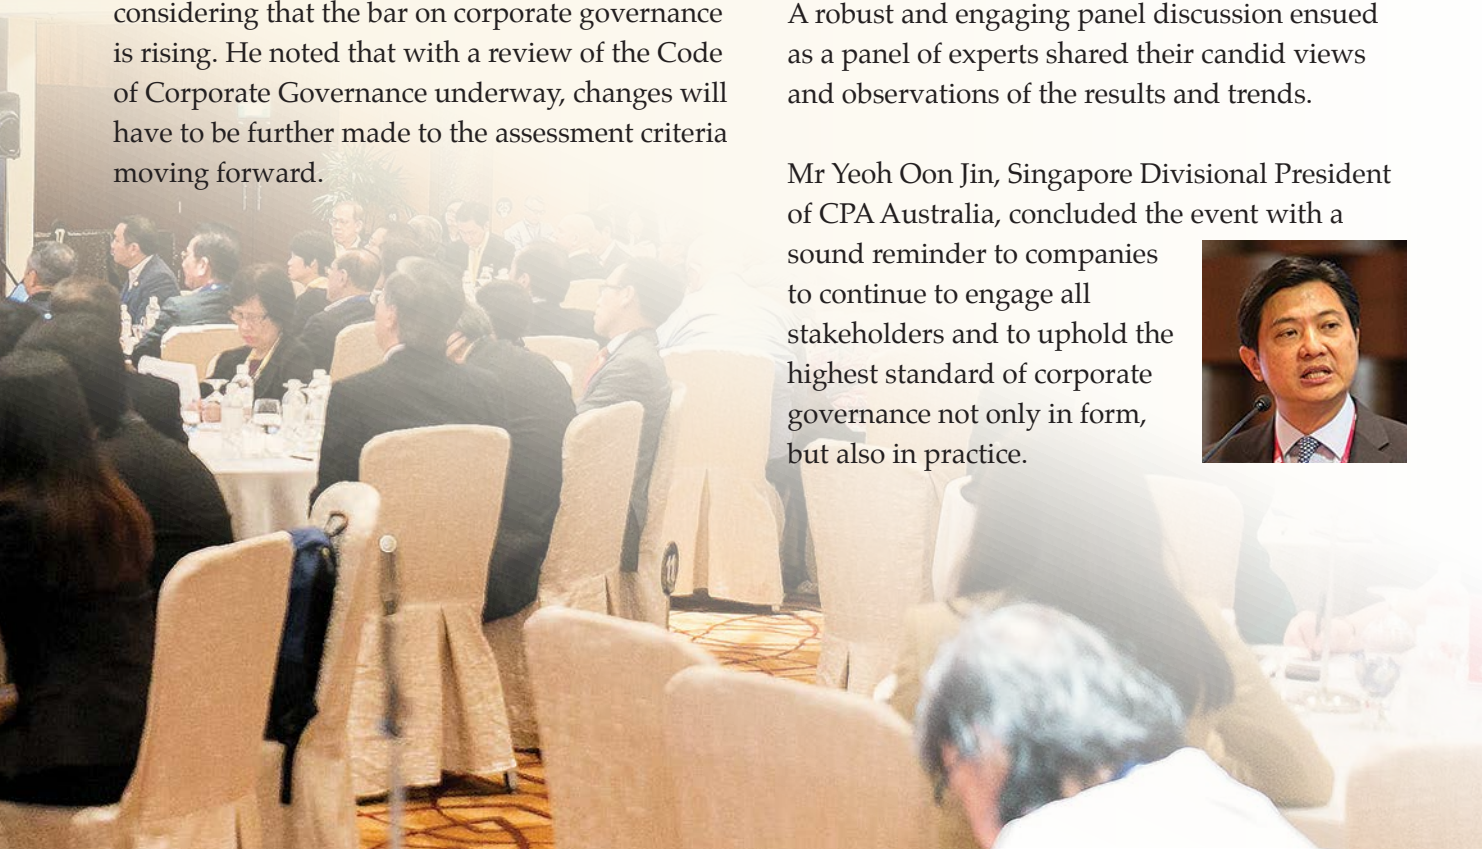 considering that the bar on corporate governance
is rising. He noted that with a review of the Code
of Corporate Governance underway, changes will
have to be further made to the assessment criteria
moving forward.
A robust and engaging panel discussion ensued
as a panel of experts shared their candid views
and observations of the results and trends.
Mr Yeoh Oon Jin, Singapore Divisional President
of CPA Australia, concluded the event with a
sound reminder to companies
to continue to engage all
stakeholders and to uphold the
highest standard of corporate
governance not only in form,
but also in practice.